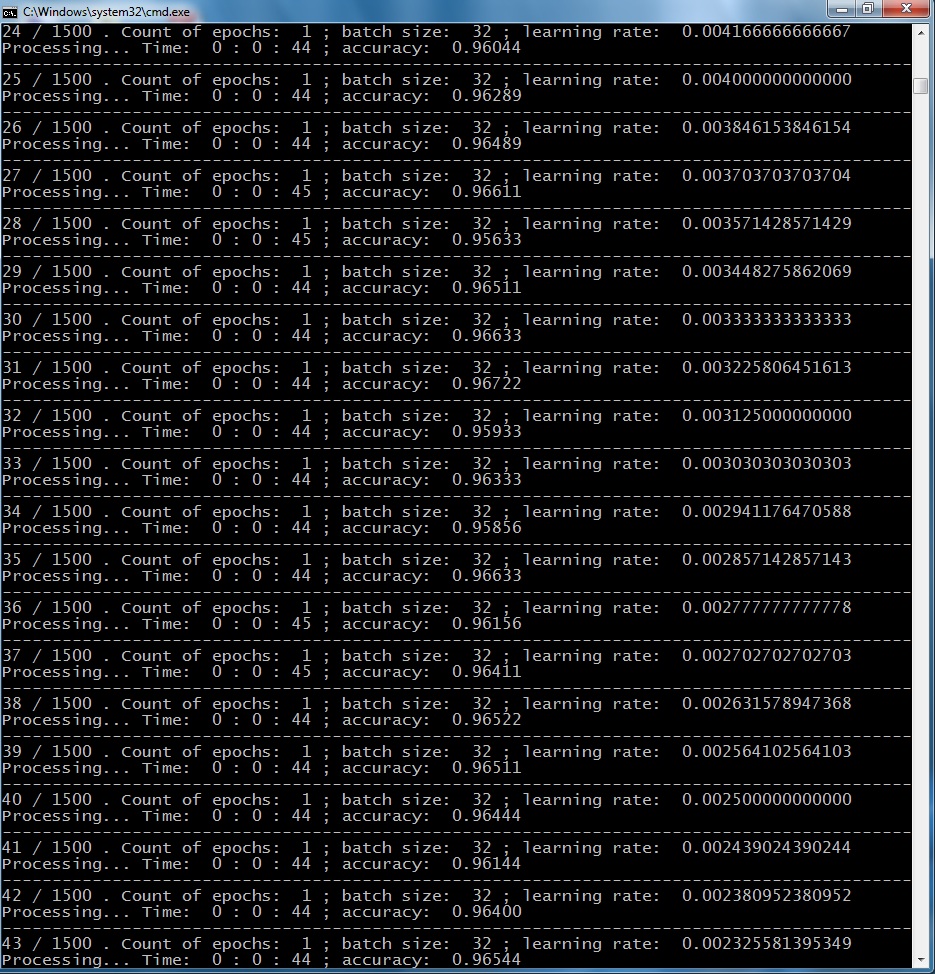 C:\Windows\system32\cmd.exe
24 / 1500 . Count of epochs: 1 ; batch size: 32 ; learning rate: 0.004166666666667
Processing... Time: 0 : 0 : 44 ; accuracy: 0.96044
--------------------------------------------------------------------------------------------
25 / 1500 . Count of epochs: 1 ; batch size: 32 ; learning rate: 0.004000000000000
Processing... Time: 0 : 0 : 44 ; accuracy: 0.96289
--------------------------------------------------------------------------------------------
26 / 1500 . Count of epochs: 1 ; batch size: 32 ; learning rate: 0.003846153846154
Processing... Time: 0 : 0 : 44 ; accuracy: 0.96489
--------------------------------------------------------------------------------------------
27 / 1500 . Count of epochs: 1 ; batch size: 32 ; learning rate: 0.003703703703704
Processing... Time: 0 : 0 : 45 ; accuracy: 0.96611
--------------------------------------------------------------------------------------------
28 / 1500 . Count of epochs: 1 ; batch size: 32 ; learning rate: 0.003571428571429
Processing... Time: 0 : 0 : 45 ; accuracy: 0.95633
--------------------------------------------------------------------------------------------
29 / 1500 . Count of epochs: 1 ; batch size: 32 ; learning rate: 0.003448275862069
Processing... Time: 0 : 0 : 44 ; accuracy: 0.96511
--------------------------------------------------------------------------------------------
30 / 1500 . Count of epochs: 1 ; batch size: 32 ; learning rate: 0.003333333333333
Processing... Time: 0 : 0 : 44 ; accuracy: 0.96633
--------------------------------------------------------------------------------------------
31 / 1500 . Count of epochs: 1 ; batch size: 32 ; learning rate: 0.003225806451613
Processing... Time: 0 : 0 : 44 ; accuracy: 0.96722
--------------------------------------------------------------------------------------------
32 / 1500 . Count of epochs: 1 ; batch size: 32 ; learning rate: 0.003125000000000
Processing... Time: 0 : 0 : 44 ; accuracy: 0.95933
--------------------------------------------------------------------------------------------
33 / 1500 . Count of epochs: 1 ; batch size: 32 ; learning rate: 0.003030303030303
Processing... Time: 0 : 0 : 44 ; accuracy: 0.96333
--------------------------------------------------------------------------------------------
34 / 1500 . Count of epochs: 1 ; batch size: 32 ; learning rate: 0.002941176470588
Processing... Time: 0 : 0 : 44 ; accuracy: 0.95856
--------------------------------------------------------------------------------------------
35 / 1500 . Count of epochs: 1 ; batch size: 32 ; learning rate: 0.002857142857143
Processing... Time: 0 : 0 : 44 ; accuracy: 0.96633
--------------------------------------------------------------------------------------------
36 / 1500 . Count of epochs: 1 ; batch size: 32 ; learning rate: 0.002777777777778
Processing... Time: 0 : 0 : 45 ; accuracy: 0.96156
--------------------------------------------------------------------------------------------
37 / 1500 . Count of epochs: 1 ; batch size: 32 ; learning rate: 0.002702702702703
Processing... Time: 0 : 0 : 45 ; accuracy: 0.96411
--------------------------------------------------------------------------------------------
38 / 1500 . Count of epochs: 1 ; batch size: 32 ; learning rate: 0.002631578947368
Processing... Time: 0 : 0 : 44 ; accuracy: 0.96522
--------------------------------------------------------------------------------------------
39 / 1500 . Count of epochs: 1 ; batch size: 32 ; learning rate: 0.002564102564103
Processing... Time: 0 : 0 : 44 ; accuracy: 0.96511
--------------------------------------------------------------------------------------------
40 / 1500 . Count of epochs: 1 ; batch size: 32 ; learning rate: 0.002500000000000
Processing... Time: 0 : 0 : 44 ; accuracy: 0.96444
--------------------------------------------------------------------------------------------
41 / 1500 . Count of epochs: 1 ; batch size: 32 ; learning rate: 0.002439024390244
Processing... Time: 0 : 0 : 44 ; accuracy: 0.96144
--------------------------------------------------------------------------------------------
42 / 1500 . Count of epochs: 1 ; batch size: 32 ; learning rate: 0.002380952380952
Processing... Time: 0 : 0 : 44 ; accuracy: 0.96400
--------------------------------------------------------------------------------------------
43 / 1500 . Count of epochs: 1 ; batch size: 32 ; learning rate: 0.002325581395349
Processing... Time: 0 : 0 : 44 ; accuracy: 0.96544